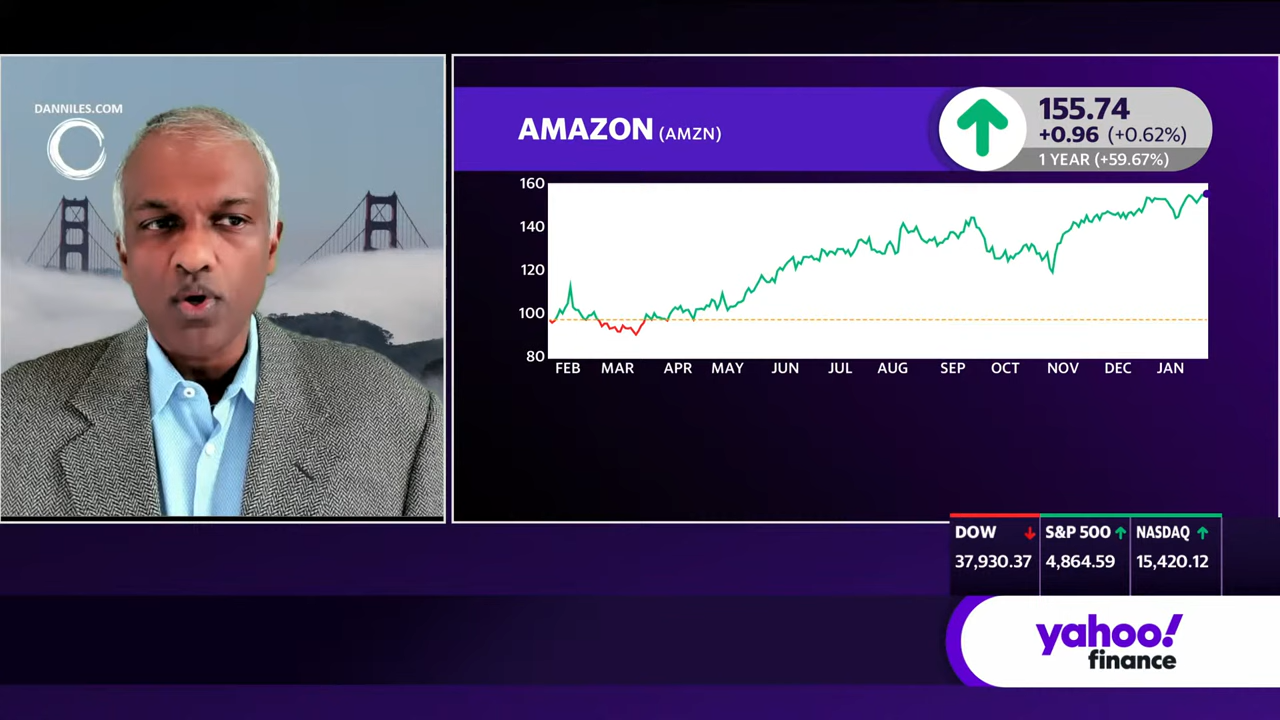 DANNILES.COM
AMAZON (AMZN)
155.74
+0.96 (+0.62%)
1 YEAR (+59.67%)
160
140
120
100
80
FEB MAR APR MAY JUN JUL AUG SEP OCT NOV DEC JAN
DOW S&P 500 NASDAQ
37,930.37 4,864.59 15,420.12
yahoo!
finance